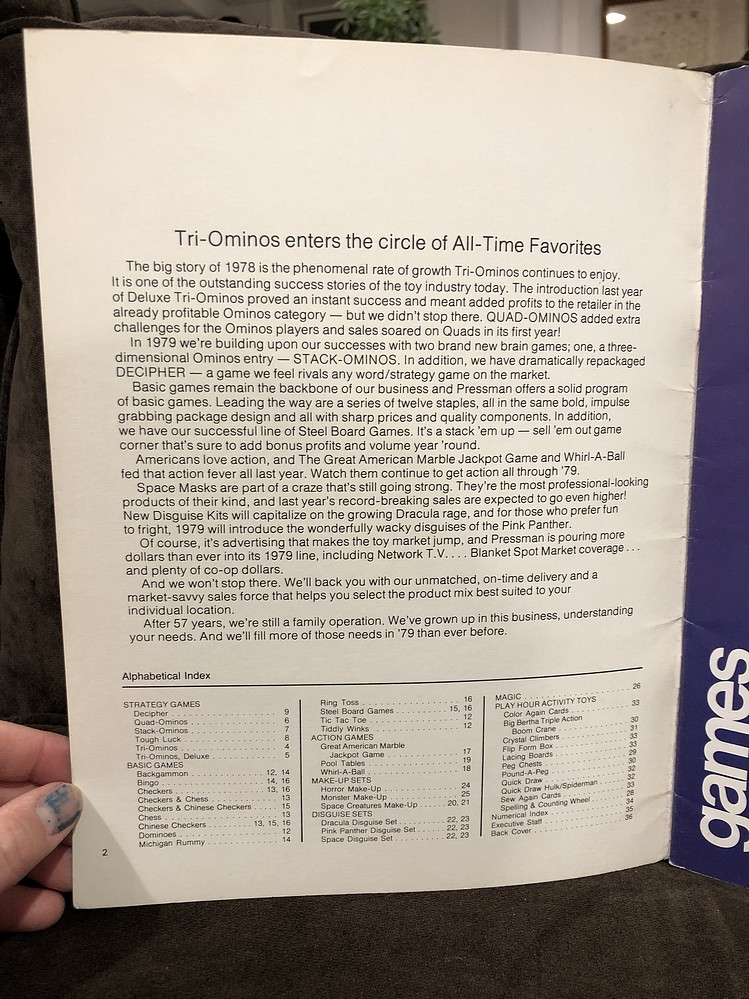 Tri-Ominos enters the circle of All-Time Favorites
The big story of 1978 is the phenomenal rate of growth Tri-Ominos continues to enjoy.
It is one of the outstanding success stories of the toy industry today. The introduction last year
of Deluxe Tri-Ominos proved an instant success and meant added profits to the retailer in the
already profitable Ominos category — but we didn't stop there. QUAD-OMINOS added extra
challenges for the Ominos players and sales soared on Quads in its first year!
In 1979 we're building upon our successes with two brand new brain games; one, a three-
dimensional Ominos entry — STACK-OMINOS. In addition, we have dramatically repackaged
DECIPHER — a game we feel rivals any word/strategy game on the market.
Basic games remain the backbone of our business and Pressman offers a solid program
of basic games. Leading the way are a series of twelve staples, all in the same bold, impulse
grabbing package design and all with sharp prices and quality components. In addition,
we have our successful line of Steel Board Games. It's a stack 'em up — sell 'em out game
corner that's sure to add bonus profits and volume year 'round.
Americans love action, and The Great American Marble Jackpot Game and Whirl-A-Ball
fed that action fever all last year. Watch them continue to get action all through '79.
Space Masks are part of a craze that's still going strong. They're the most professional-looking
products of their kind, and last year's record-breaking sales are expected to go even higher!
New Disguise Kits will capitalize on the growing Dracula rage, and for those who prefer fun
to fright, 1979 will introduce the wonderfully wacky disguises of the Pink Panther.
Of course, it's advertising that makes the toy market jump, and Pressman is pouring more
dollars than ever into its 1979 line, including Network T.V. . . . Blanket Spot Market coverage . . .
and plenty of co-op dollars.
And we won't stop there. We'll back you with our unmatched, on-time delivery and a
market-savvy sales force that helps you select the product mix best suited to your
individual location.
After 57 years, we're still a family operation. We've grown up in this business, understanding
your needs. And we'll fill more of those needs in '79 than ever before.
Alphabetical Index
STRATEGY GAMES
Decipher 9
Quad-Ominos 6
Stack-Ominos 7
Tough Luck 8
Tri-Ominos 4
Tri-Ominos, Deluxe 5
BASIC GAMES
Backgammon 12, 14
Bingo 14, 16
Checkers 13, 16
Checkers & Chess 13
Checkers & Chinese Checkers 15
Chess 13
Chinese Checkers 13, 15, 16
Dominoes 12
Michigan Rummy 14
Ring Toss 16
Steel Board Games 15, 16
Tic Tac Toe 12
Tiddly Winks 12
ACTION GAMES
Great American Marble
Jackpot Game 17
Pool Tables 19
Whirl-A-Ball 18
MAKE-UP SETS
Horror Make-Up 24
Monster Make-Up 25
Space Creatures Make-Up 20, 21
DISGUISE SETS
Dracula Disguise Set 22, 23
Pink Panther Disguise Set 22, 23
Space Disguise Set 22, 23
MAGIC 26
PLAY HOUR ACTIVITY TOYS
Color Again Cards 33
Big Bertha Triple Action
Boom Crane 30
Crystal Climbers 31
Flip Form Box 33
Lacing Boards 33
Peg Chests 29
Pound-A-Peg 30
Quick Draw 32
Quick Draw Hulk/Spiderman 32
Sew Again Cards 33
Spelling & Counting Wheel 28
Numerical Index 34
Executive Staff 35
Back Cover 36
2
games